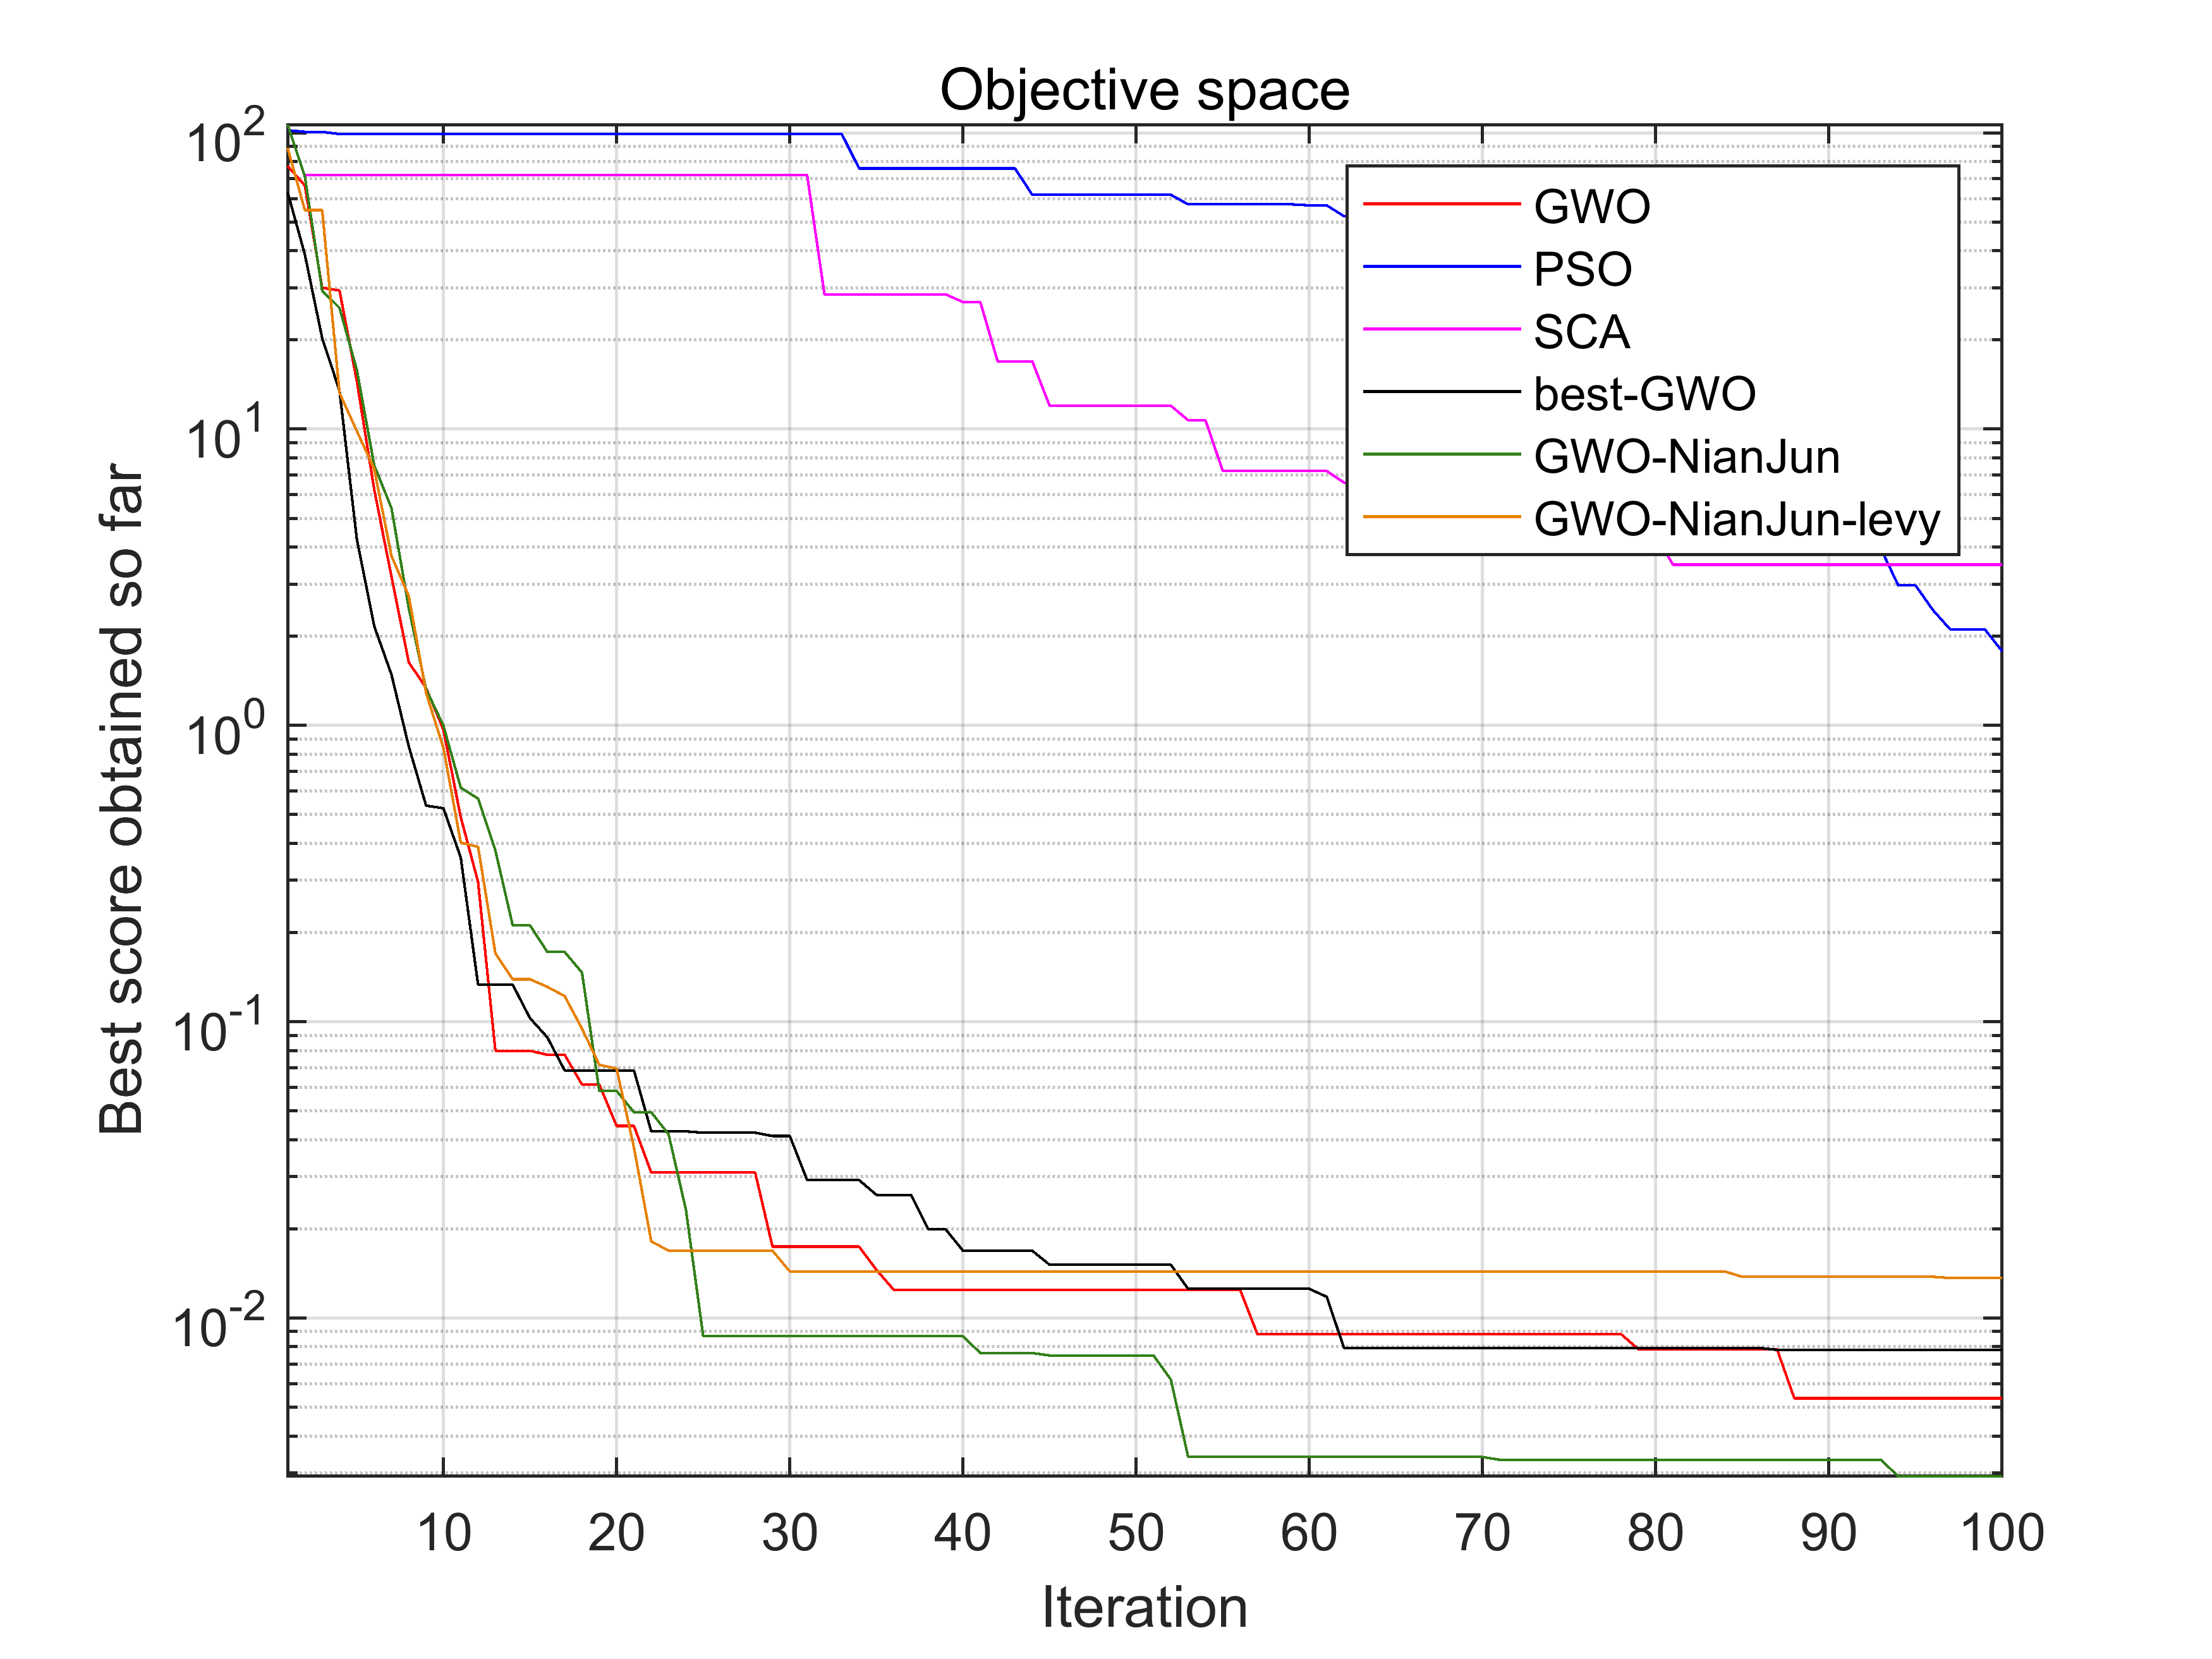 Objective space
10^2
10^1
10^0
10^-1
10^-2
Best score obtained so far
GWO
PSO
SCA
best-GWO
GWO-NianJun
GWO-NianJun-levy
10 20 30 40 50 60 70 80 90 100
Iteration